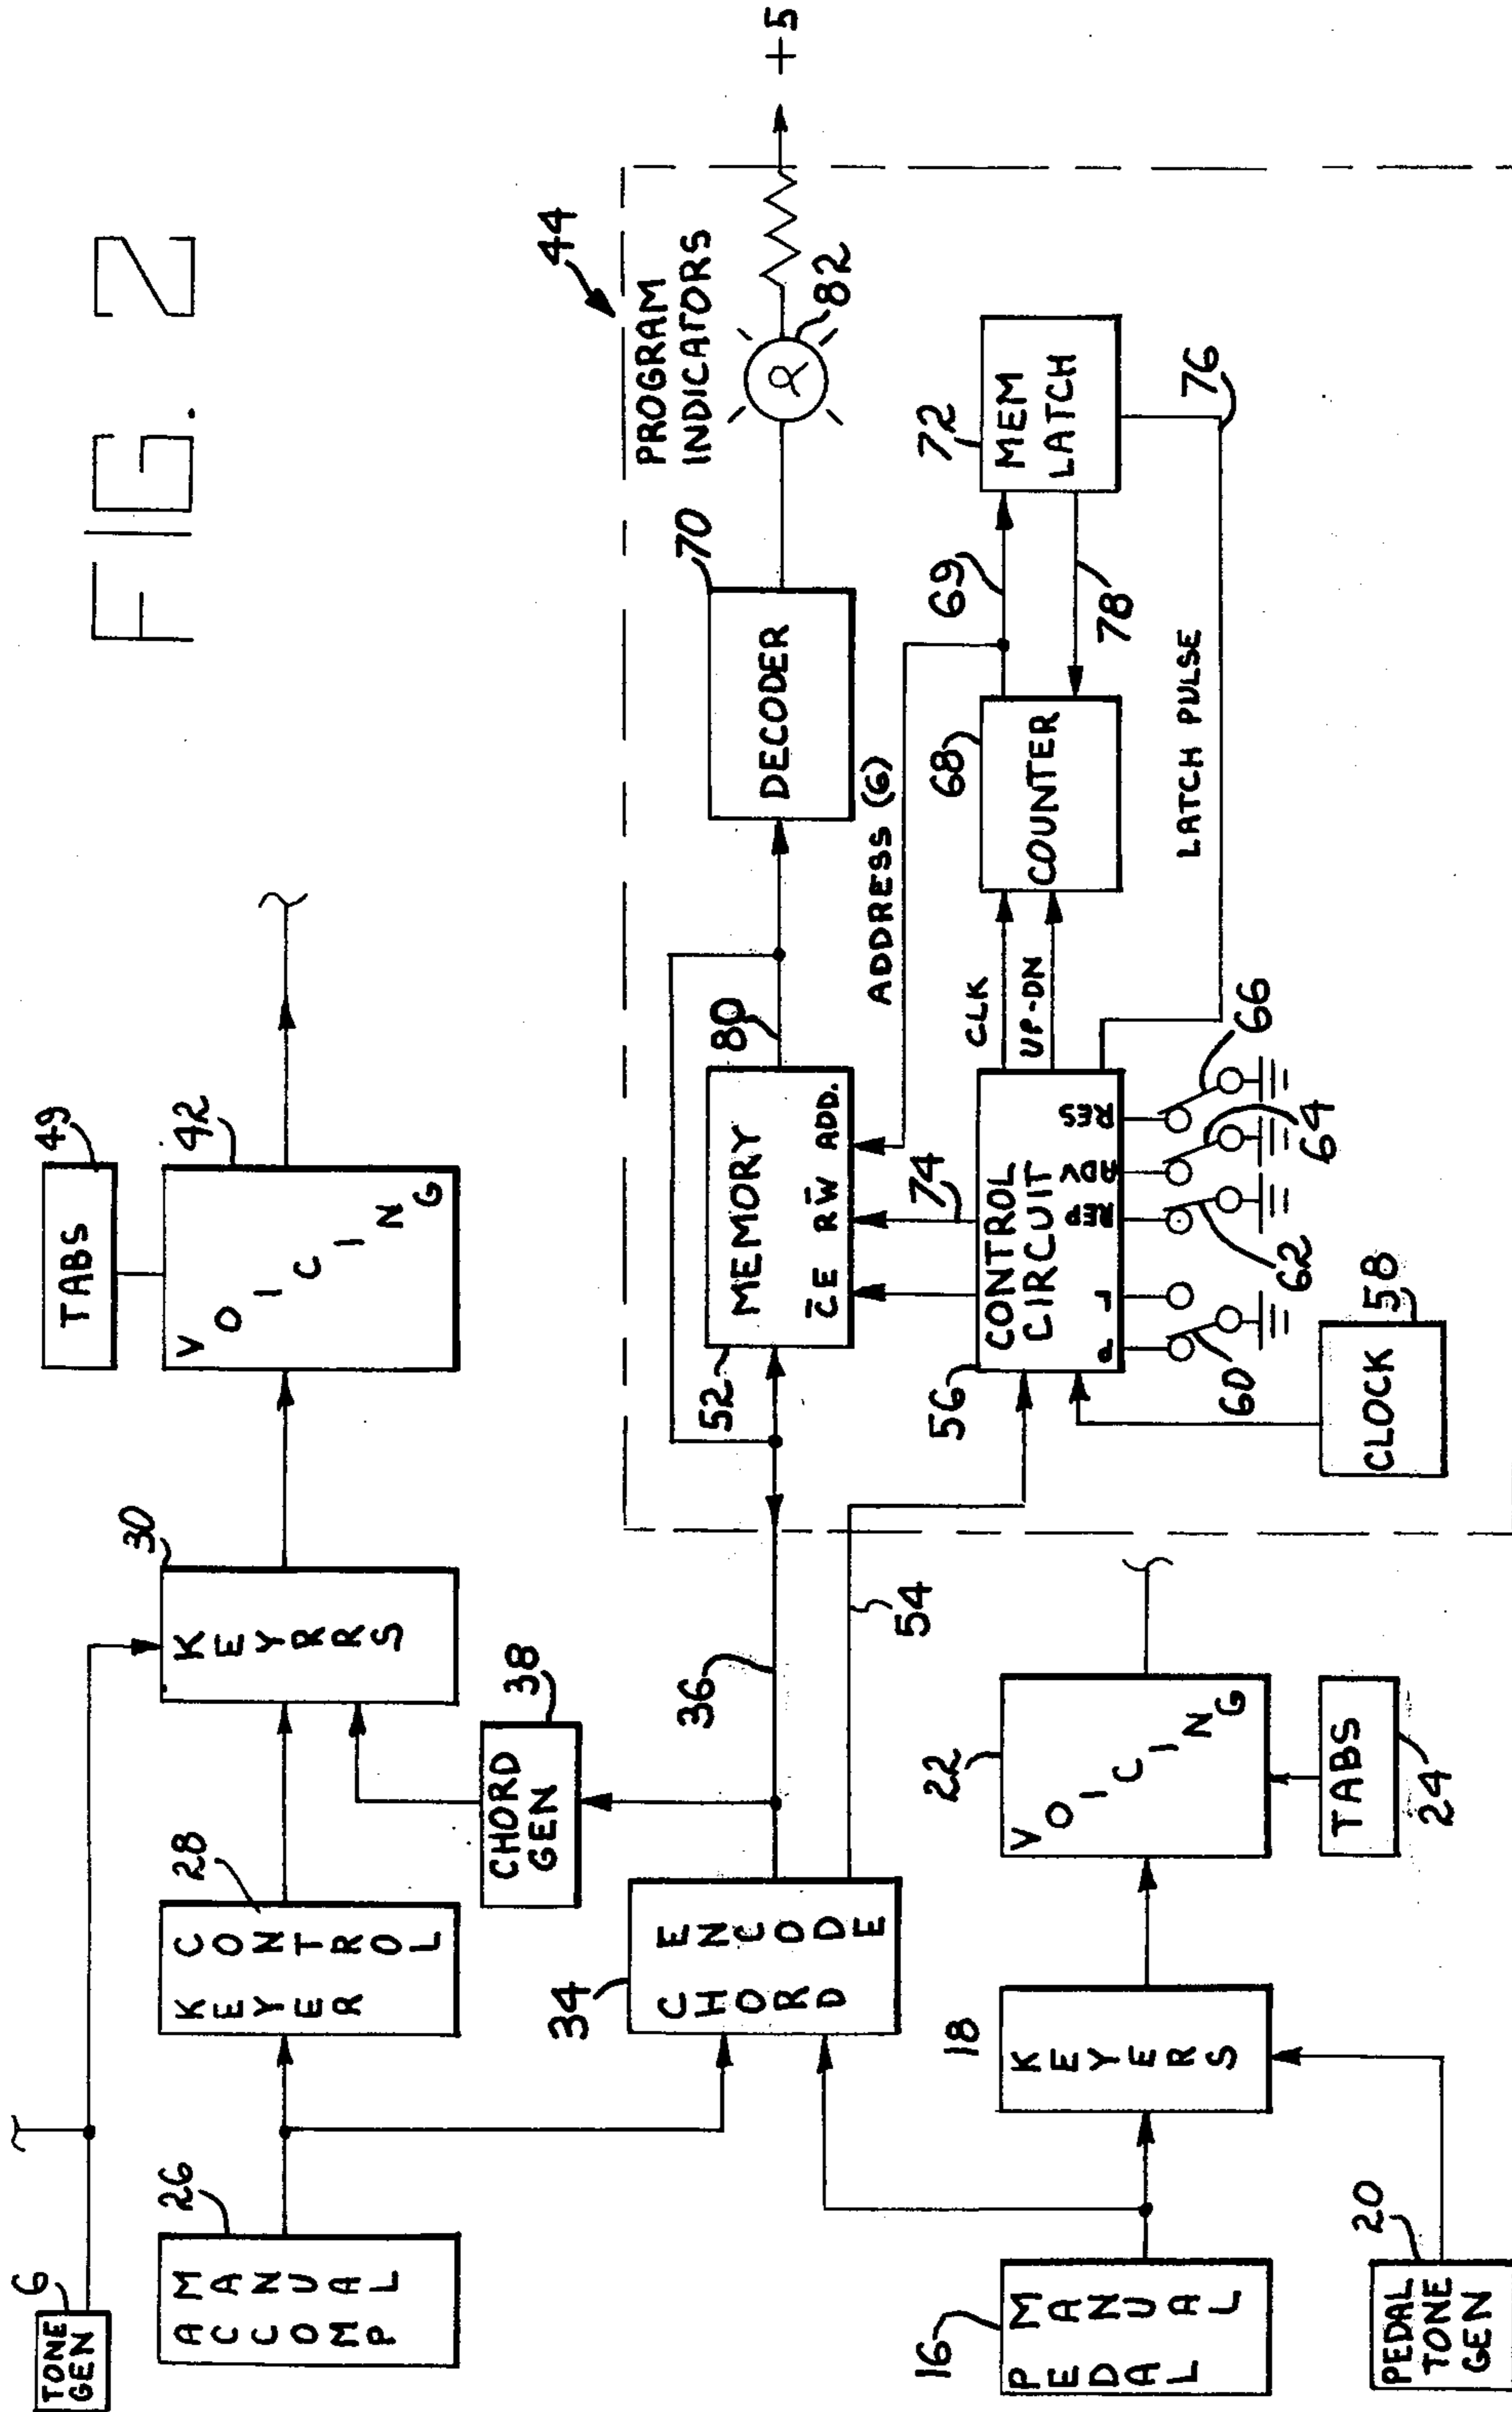 FIG. 2
6
TONE
GEN
26
ACCOMP
MANUAL
28
KEYER
CONTROL
30
KEYRRS
49
TABS
42
VOICING
38
CHORD
GEN
34
CHORD
ENCODE
36
54
16
PEDAL
MANUAL
18
KEYERS
20
PEDAL
TONE
GEN
22
VOICING
TABS
24
44
PROGRAM
INDICATORS
52
MEMORY
C̄E RW̄ ADD.
80
70
DECODER
R
82
+5
ADDRESS (6)
74
56
CONTROL
CIRCUIT
P L REP ADV RES
60
62
64
66
58
CLOCK
CLK
UP-DN
68
COUNTER
69
78
72
MEM
LATCH
76
LATCH PULSE